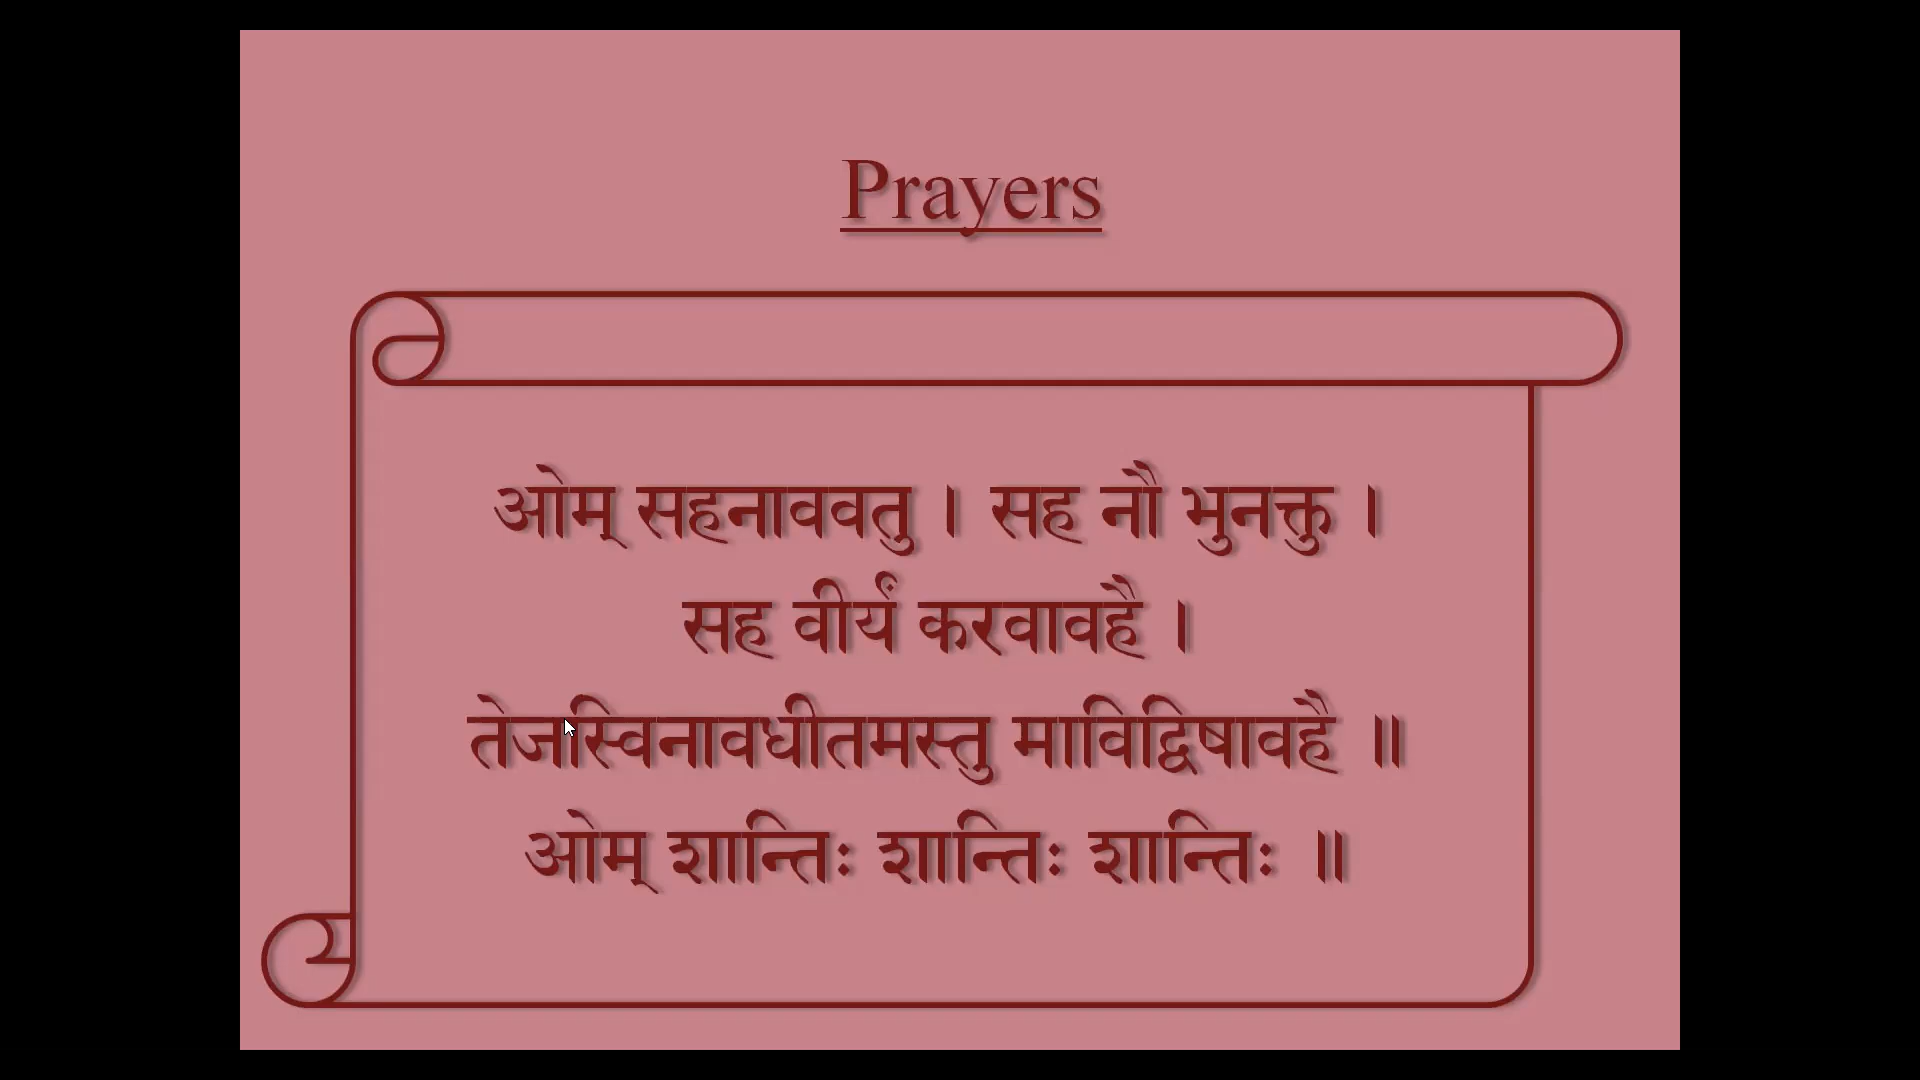 Prayers
ओम् सहनाववतु । सह नौ भुनक्तु ।
सह वीर्यं करवावहै ।
तेजस्विनावधीतमस्तु माविद्विषावहै ॥
ओम् शान्तिः शान्तिः शान्तिः ॥